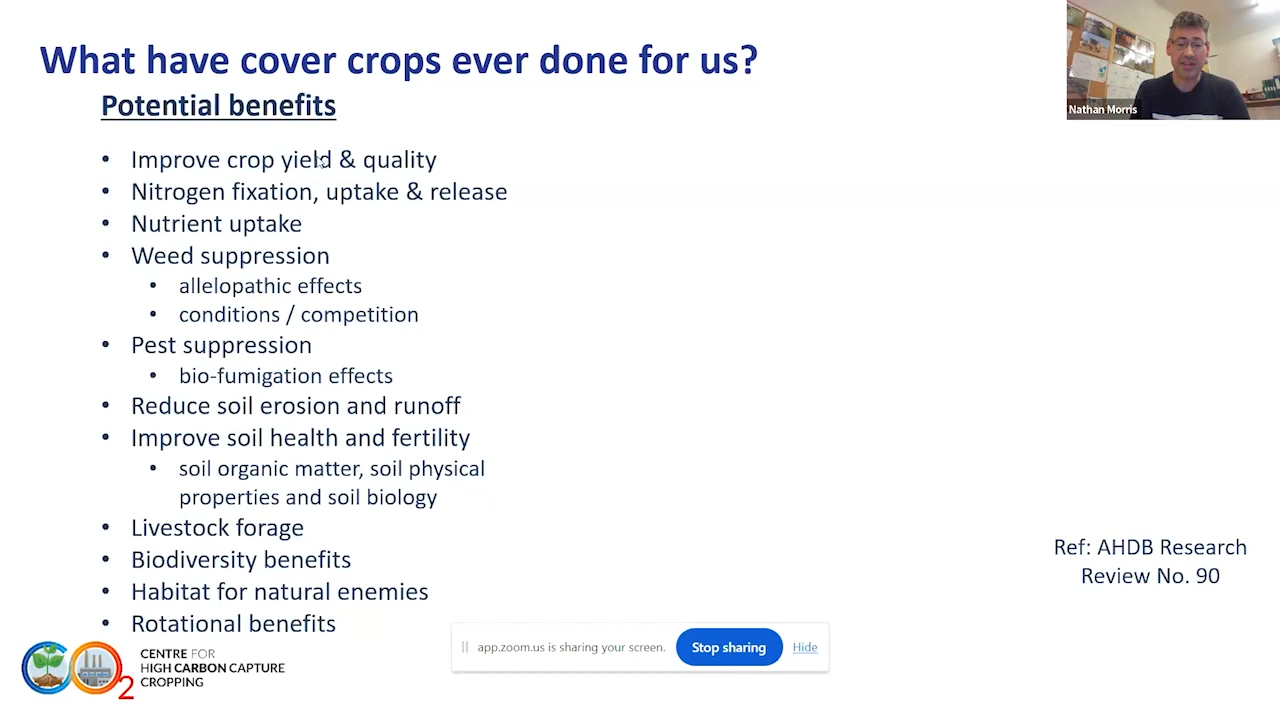 What have cover crops ever done for us?
Potential benefits
Nathan Morris
• Improve crop yield & quality
• Nitrogen fixation, uptake & release
• Nutrient uptake
• Weed suppression
• allelopathic effects
• conditions / competition
• Pest suppression
• bio-fumigation effects
• Reduce soil erosion and runoff
• Improve soil health and fertility
• soil organic matter, soil physical
properties and soil biology
• Livestock forage
• Biodiversity benefits
• Habitat for natural enemies
• Rotational benefits
Ref: AHDB Research
Review No. 90
app.zoom.us is sharing your screen.
Stop sharing
Hide
2
CENTRE FOR
HIGH CARBON CAPTURE
CROPPING